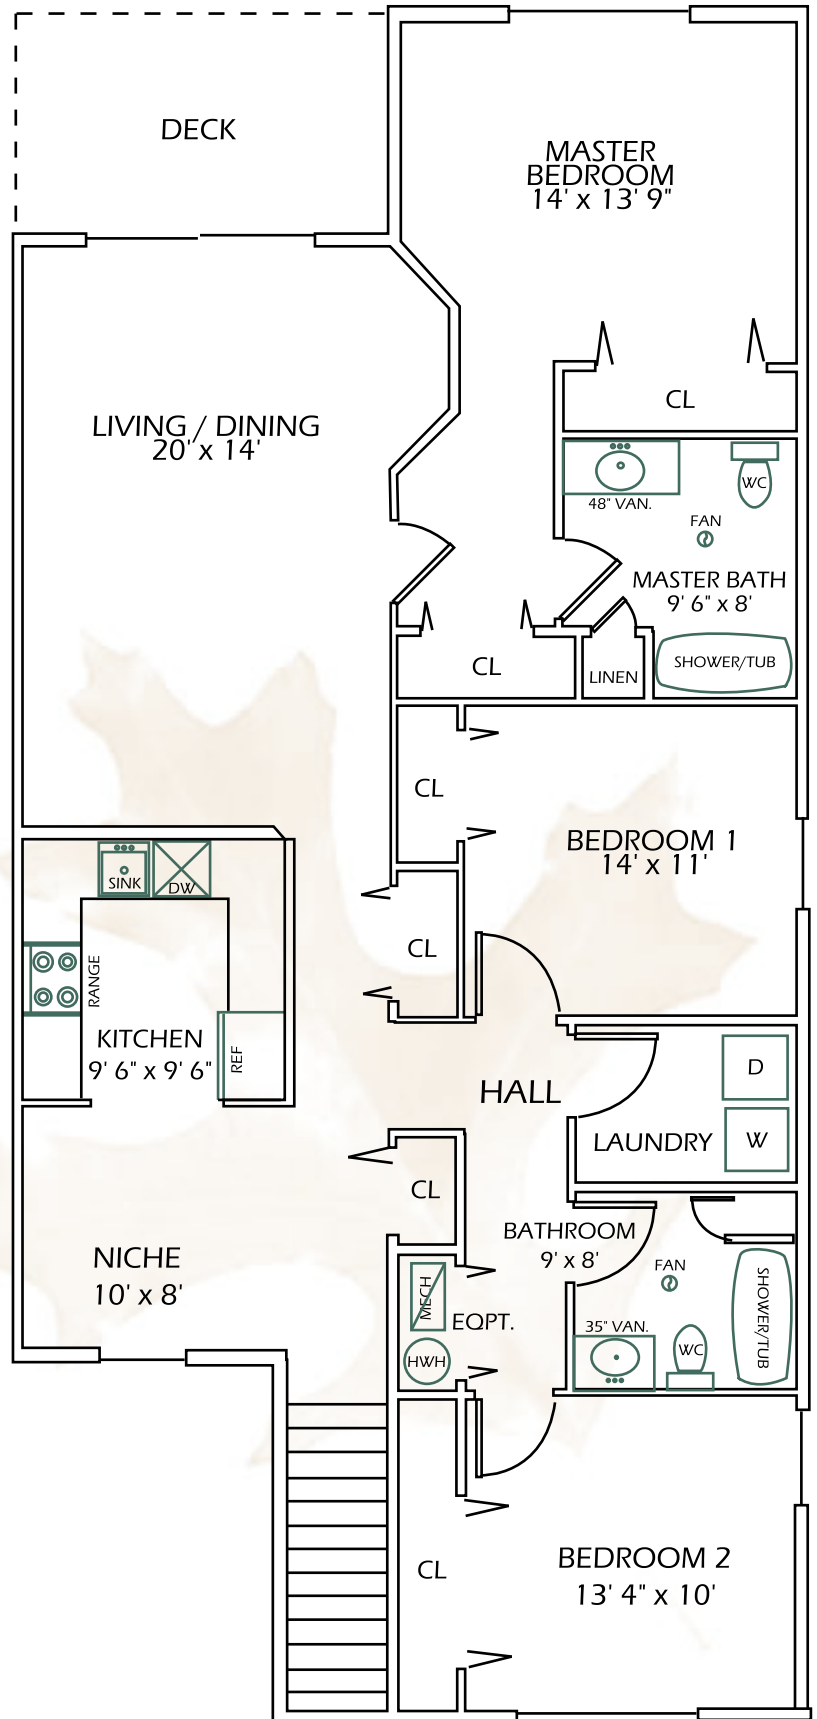 DECK
MASTER
BEDROOM
14' x 13' 9"
LIVING / DINING
20' x 14'
CL
48" VAN.
WC
FAN
MASTER BATH
9' 6" x 8'
CL
LINEN
SHOWER/TUB
CL
BEDROOM 1
14' x 11'
SINK
DW
RANGE
CL
KITCHEN
9' 6" x 9' 6"
REF
HALL
D
LAUNDRY
W
CL
NICHE
10' x 8'
BATHROOM
9' x 8'
FAN
MECH
EQPT.
HWH
35" VAN.
WC
SHOWER/TUB
CL
BEDROOM 2
13' 4" x 10'